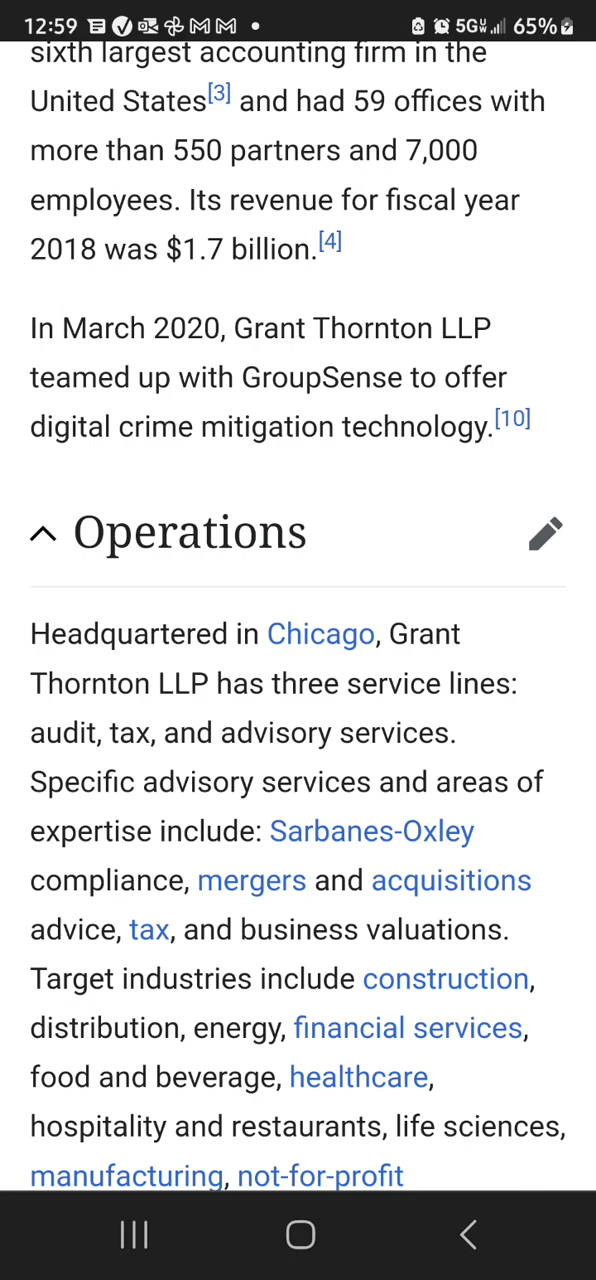 12:59
5G 65%
sixth largest accounting firm in the
United States[3] and had 59 offices with
more than 550 partners and 7,000
employees. Its revenue for fiscal year
2018 was $1.7 billion.[4]
In March 2020, Grant Thornton LLP
teamed up with GroupSense to offer
digital crime mitigation technology.[10]
Operations
Headquartered in Chicago, Grant
Thornton LLP has three service lines:
audit, tax, and advisory services.
Specific advisory services and areas of
expertise include: Sarbanes-Oxley
compliance, mergers and acquisitions
advice, tax, and business valuations.
Target industries include construction,
distribution, energy, financial services,
food and beverage, healthcare,
hospitality and restaurants, life sciences,
manufacturing, not-for-profit